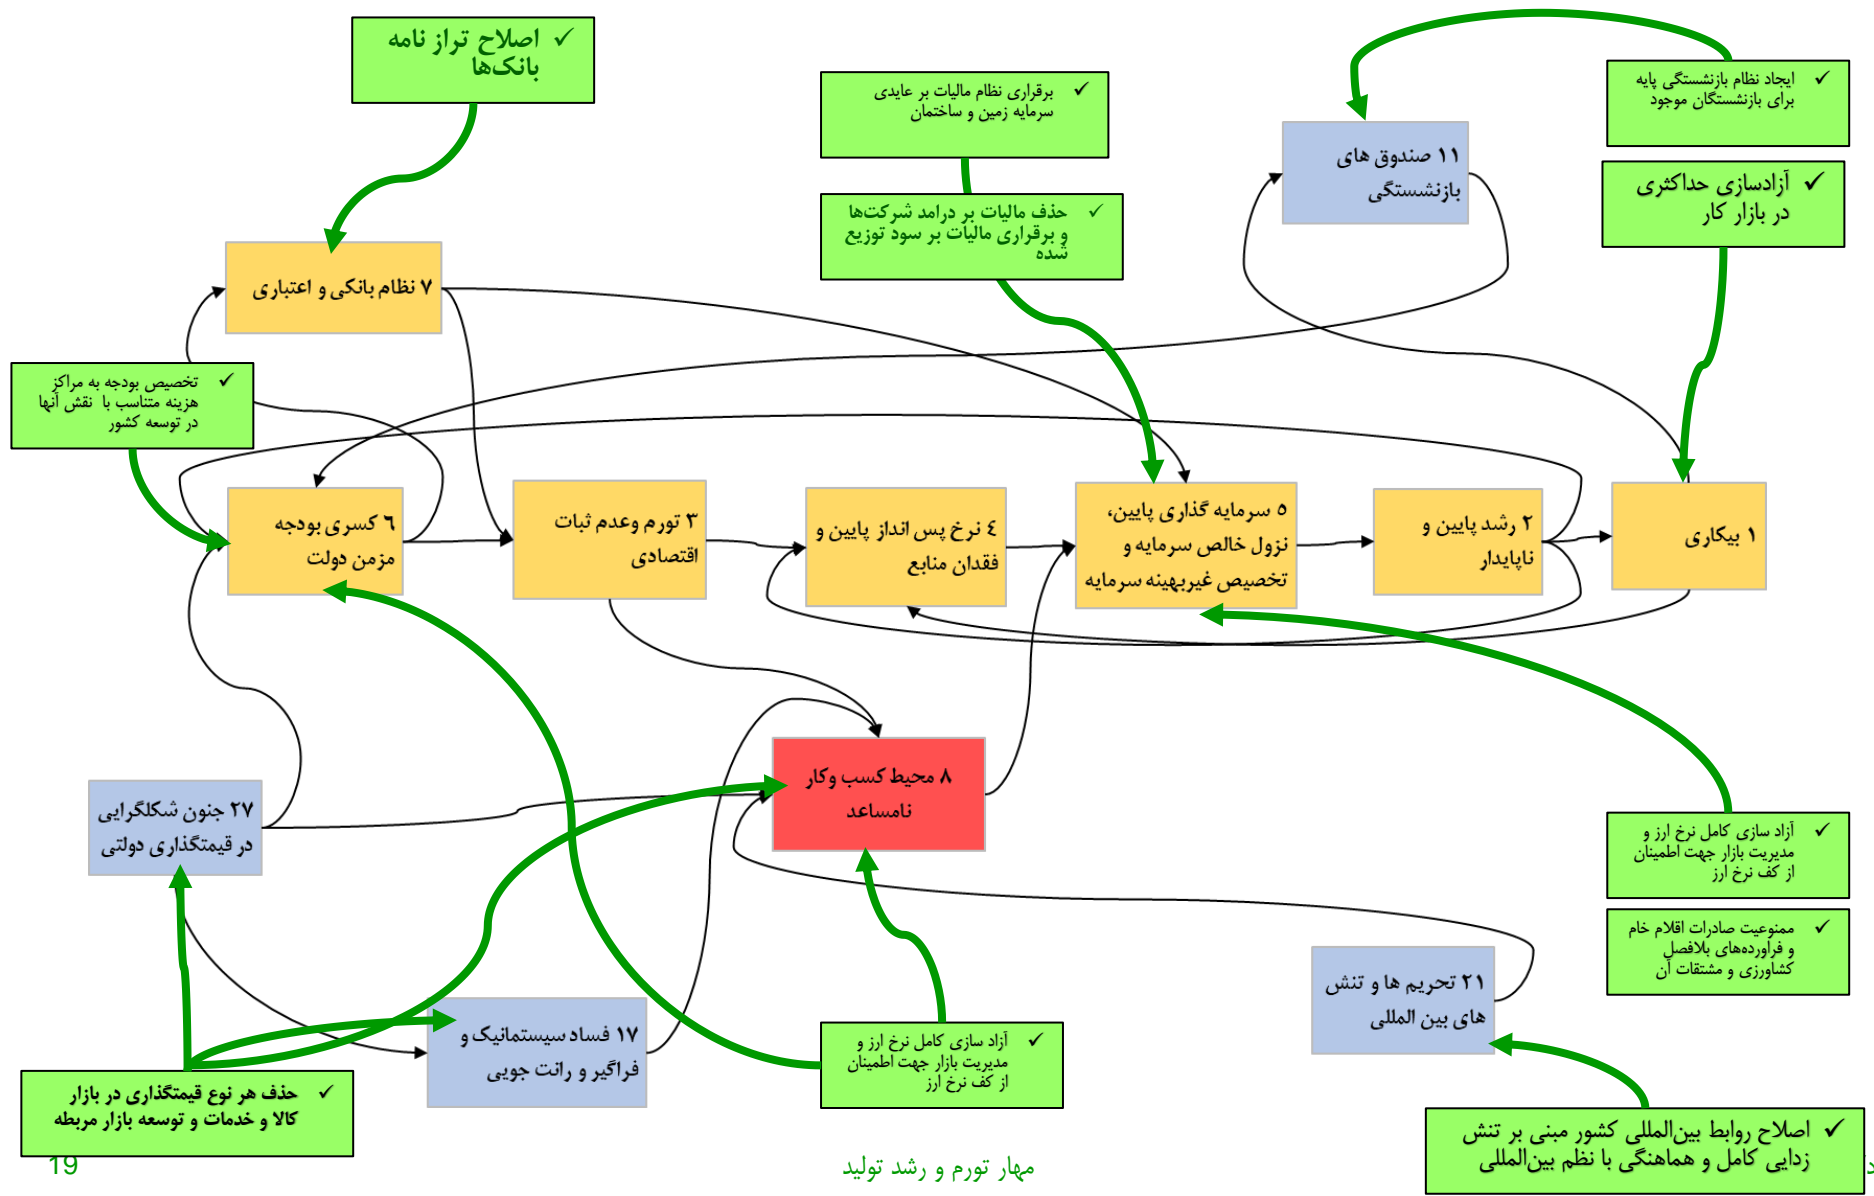 ✓ اصلاح تراز نامه
بانک‌ها
✓ برقراری نظام مالیات بر عایدی
سرمایه زمین و ساختمان
✓ ایجاد نظام بازنشستگی پایه
برای بازنشستگان موجود
۱۱ صندوق های
بازنشستگی
✓ آزادسازی حداکثری
در بازار کار
✓ حذف مالیات بر درامد شرکت‌ها
و برقراری مالیات بر سود توزیع
شده
۷ نظام بانکی و اعتباری
✓ تخصیص بودجه به مراکز
هزینه متناسب با نقش آنها
در توسعه کشور
۱ بیکاری
۲ رشد پایین و
ناپایدار
۵ سرمایه گذاری پایین،
نزول خالص سرمایه و
تخصیص غیربهینه سرمایه
٤ نرخ پس انداز پایین و
فقدان منابع
۳ تورم وعدم ثبات
اقتصادی
٦ کسری بودجه
مزمن دولت
۸ محیط کسب وکار
نامساعد
۲۷ جنون شکلگرایی
در قیمتگذاری دولتی
✓ آزاد سازی کامل نرخ ارز و
مدیریت بازار جهت اطمینان
از کف نرخ ارز
✓ ممنوعیت صادرات اقلام خام
و فراورده‌های بلافصل
کشاورزی و مشتقات آن
۲۱ تحریم ها و تنش
های بین المللی
۱۷ فساد سیستمانیک و
فراگیر و رانت جویی
✓ آزاد سازی کامل نرخ ارز و
مدیریت بازار جهت اطمینان
از کف نرخ ارز
✓ حذف هر نوع قیمتگذاری در بازار
کالا و خدمات و توسعه بازار مربطه
✓ اصلاح روابط بین‌المللی کشور مبنی بر تنش
زدایی کامل و هماهنگی با نظم بین‌المللی
مهار تورم و رشد تولید
19